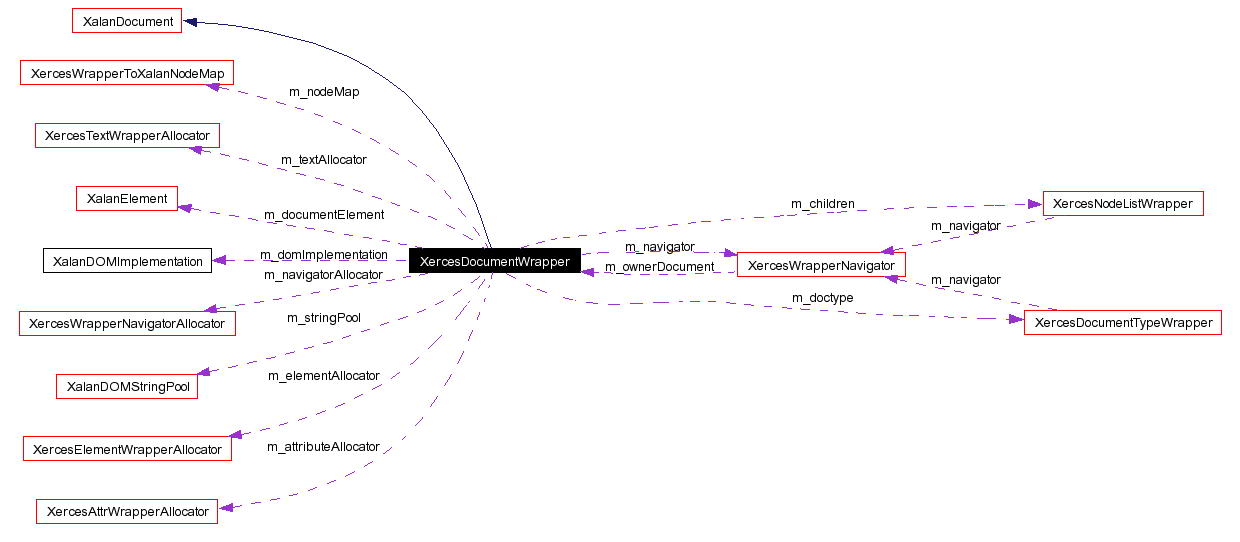 XalanDocument
XercesWrapperToXalanNodeMap
m_nodeMap
XercesTextWrapperAllocator
m_textAllocator
XalanElement
m_documentElement
m_children
XercesNodeListWrapper
m_navigator
XalanDOMImplementation
m_domImplementation
XercesDocumentWrapper
m_navigator
XercesWrapperNavigator
m_ownerDocument
m_navigatorAllocator
m_navigator
m_doctype
XercesWrapperNavigatorAllocator
m_stringPool
XercesDocumentTypeWrapper
XalanDOMStringPool
m_elementAllocator
XercesElementWrapperAllocator
m_attributeAllocator
XercesAttrWrapperAllocator